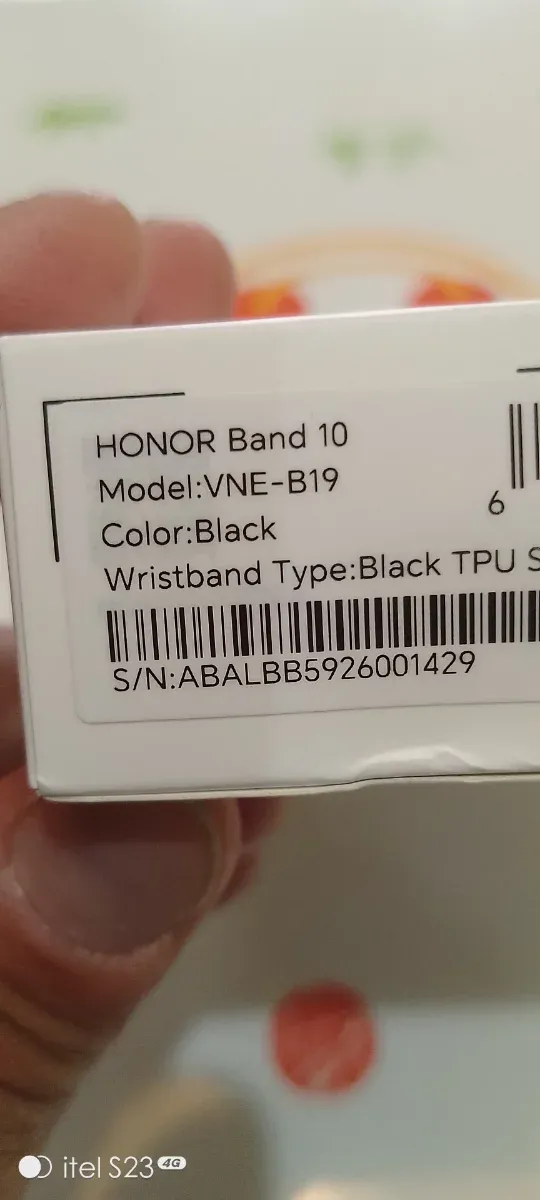 HONOR Band 10
Model:VNE-B19
Color:Black
6
Wristband Type:Black TPU S
S/N:ABALBB5926001429
itel S23 4G